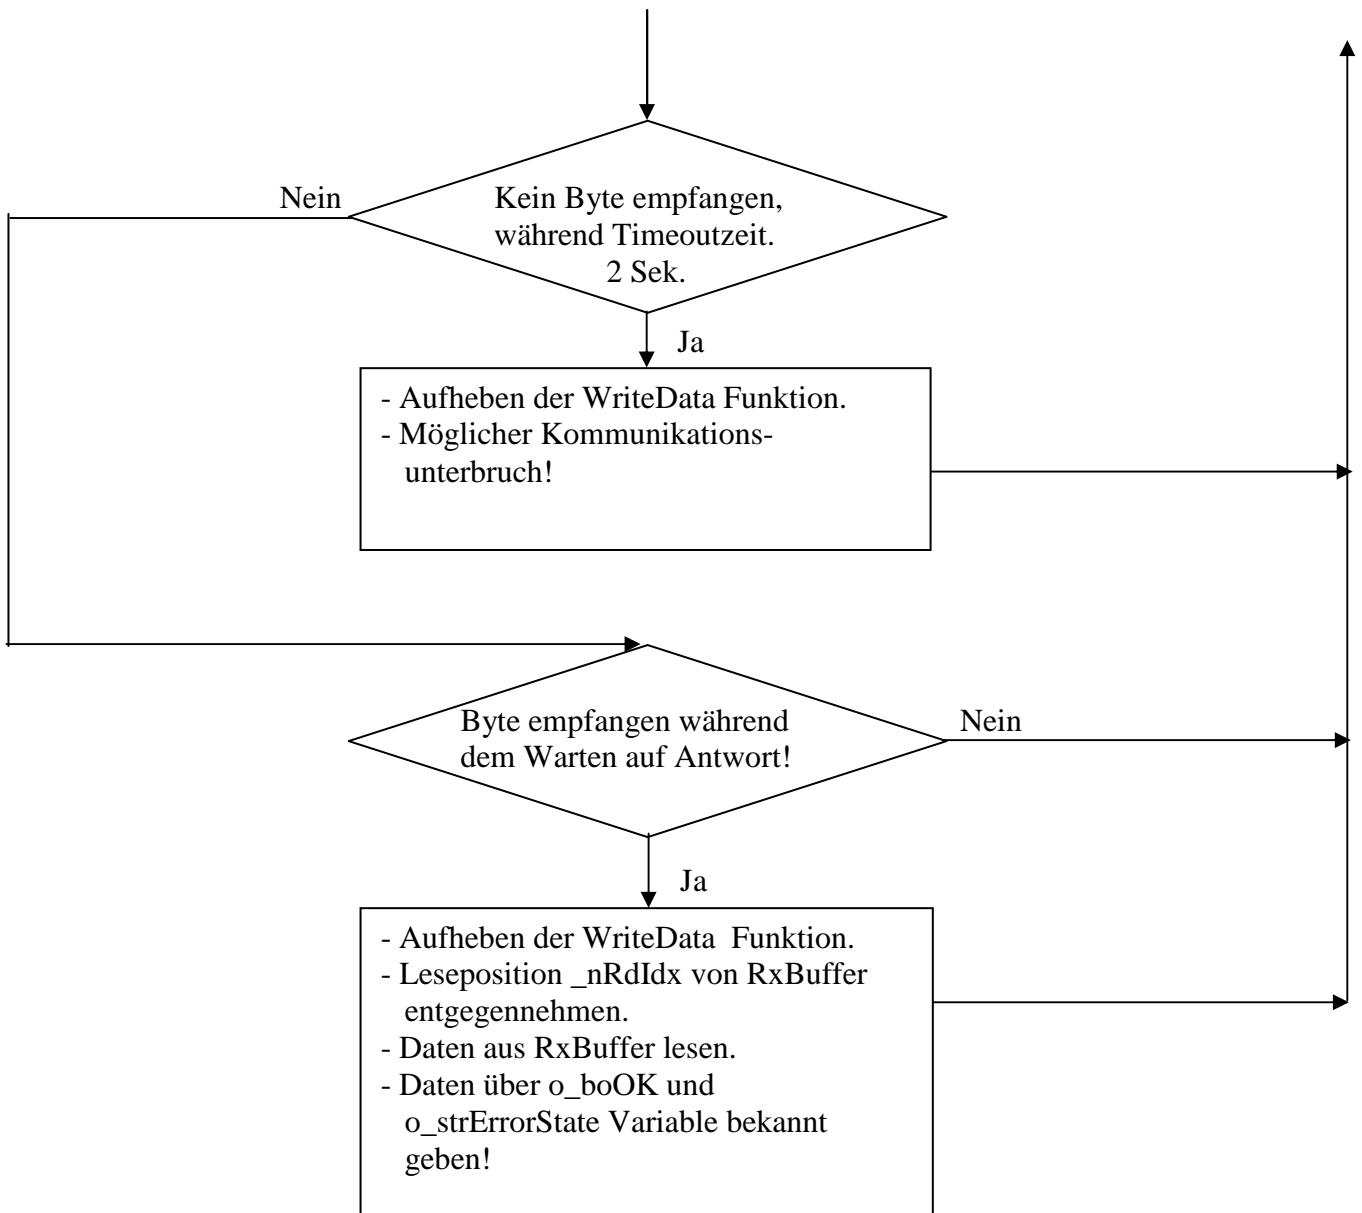 Nein
Kein Byte empfangen,
während Timeoutzeit.
2 Sek.
Ja
- Aufheben der WriteData Funktion.
- Möglicher Kommunikations-
unterbruch!
Byte empfangen während
dem Warten auf Antwort!
Nein
Ja
- Aufheben der WriteData  Funktion.
- Leseposition _nRdIdx von RxBuffer
entgegennehmen.
- Daten aus RxBuffer lesen.
- Daten über o_boOK und
o_strErrorState Variable bekannt
geben!